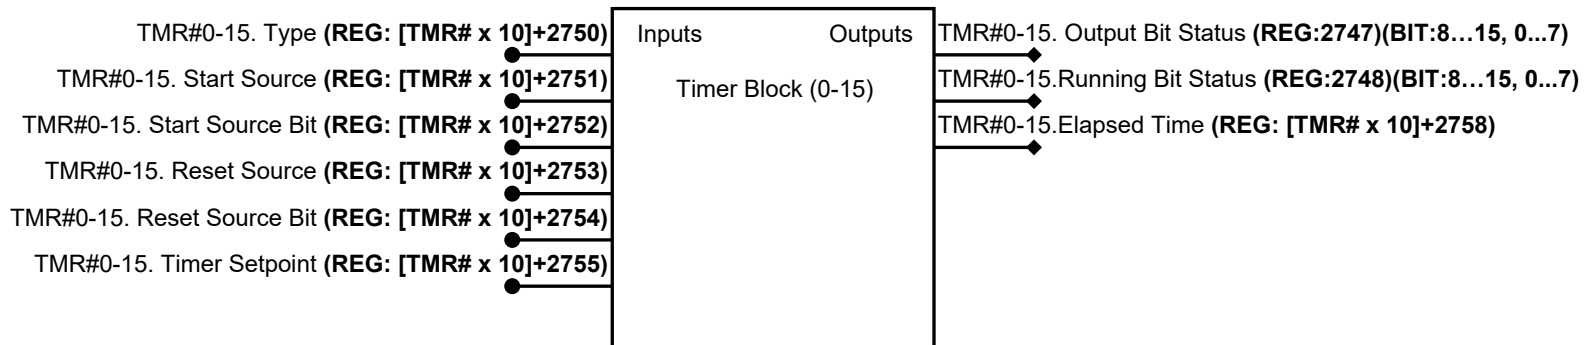 TMR#0-15. Type (REG: [TMR# x 10]+2750)
TMR#0-15. Start Source (REG: [TMR# x 10]+2751)
TMR#0-15. Start Source Bit (REG: [TMR# x 10]+2752)
TMR#0-15. Reset Source (REG: [TMR# x 10]+2753)
TMR#0-15. Reset Source Bit (REG: [TMR# x 10]+2754)
TMR#0-15. Timer Setpoint (REG: [TMR# x 10]+2755)
Inputs Outputs
Timer Block (0-15)
TMR#0-15. Output Bit Status (REG:2747)(BIT:8…15, 0...7)
TMR#0-15.Running Bit Status (REG:2748)(BIT:8…15, 0...7)
TMR#0-15.Elapsed Time (REG: [TMR# x 10]+2758)